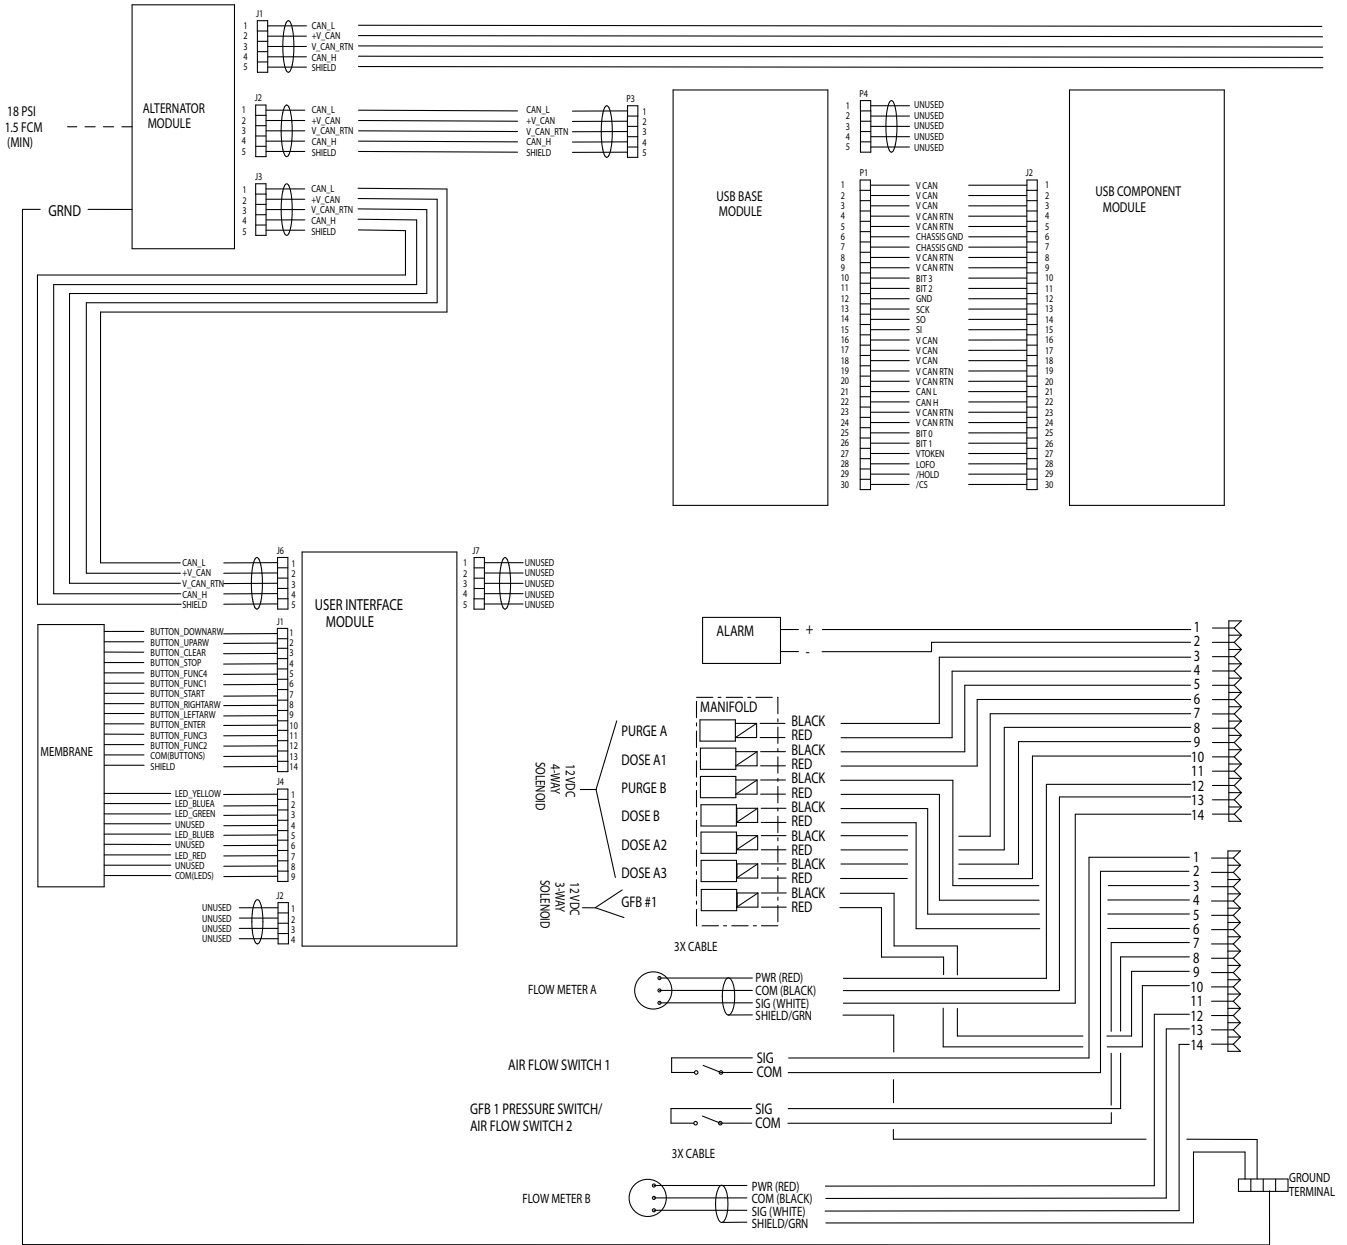 J1
1 CAN_L
2 +V_CAN
3 V_CAN_RTN
4 CAN_H
5 SHIELD
ALTERNATOR
MODULE
18 PSI
1.5 FCM
(MIN)
GRND
J2
1 CAN_L
2 +V_CAN
3 V_CAN_RTN
4 CAN_H
5 SHIELD
P3
CAN_L 1
+V_CAN 2
V_CAN_RTN 3
CAN_H 4
SHIELD 5
J3
1 CAN_L
2 +V_CAN
3 V_CAN_RTN
4 CAN_H
5 SHIELD
USB BASE
MODULE
P4
1 UNUSED
2 UNUSED
3 UNUSED
4 UNUSED
5 UNUSED
P1 J2
1 V CAN 1
2 V CAN 2
3 V CAN 3
4 V CAN RTN 4
5 V CAN RTN 5
6 CHASSIS GND 6
7 CHASSIS GND 7
8 V CAN RTN 8
9 V CAN RTN 9
10 BIT 3 10
11 BIT 2 11
12 GND 12
13 SCK 13
14 SO 14
15 SI 15
16 V CAN 16
17 V CAN 17
18 V CAN 18
19 V CAN RTN 19
20 V CAN RTN 20
21 CAN L 21
22 CAN H 22
23 V CAN RTN 23
24 V CAN RTN 24
25 BIT 0 25
26 BIT 1 26
27 VTOKEN 27
28 LOFO 28
29 /HOLD 29
30 /CS 30
USB COMPONENT
MODULE
J6
CAN_L 1
+V_CAN 2
V_CAN_RTN 3
CAN_H 4
SHIELD 5
USER INTERFACE
MODULE
J7
1 UNUSED
2 UNUSED
3 UNUSED
4 UNUSED
5 UNUSED
MEMBRANE
J1
BUTTON_DOWNARW 1
BUTTON_UPARW 2
BUTTON_CLEAR 3
BUTTON_STOP 4
BUTTON_FUNC4 5
BUTTON_FUNC1 6
BUTTON_START 7
BUTTON_RIGHTARW 8
BUTTON_LEFTARW 9
BUTTON_ENTER 10
BUTTON_FUNC3 11
BUTTON_FUNC2 12
COM(BUTTONS) 13
SHIELD 14
J4
LED_YELLOW 1
LED_BLUEA 2
LED_GREEN 3
UNUSED 4
LED_BLUEB 5
UNUSED 6
LED_RED 7
UNUSED 8
COM(LEDS) 9
J2
UNUSED 1
UNUSED 2
UNUSED 3
UNUSED 4
ALARM
+
-
MANIFOLD
12 VDC
4-WAY
SOLENOID
PURGE A
BLACK
RED
DOSE A1
BLACK
RED
PURGE B
BLACK
RED
DOSE B
BLACK
RED
DOSE A2
BLACK
RED
DOSE A3
BLACK
RED
12 VDC
3-WAY
SOLENOID
GFB #1
BLACK
RED
1
2
3
4
5
6
7
8
9
10
11
12
13
14
1
2
3
4
5
6
7
8
9
10
11
12
13
14
3X CABLE
FLOW METER A
PWR (RED)
COM (BLACK)
SIG (WHITE)
SHIELD/GRN
AIR FLOW SWITCH 1
SIG
COM
GFB 1 PRESSURE SWITCH/
AIR FLOW SWITCH 2
SIG
COM
3X CABLE
FLOW METER B
PWR (RED)
COM (BLACK)
SIG (WHITE)
SHIELD/GRN
GROUND
TERMINAL